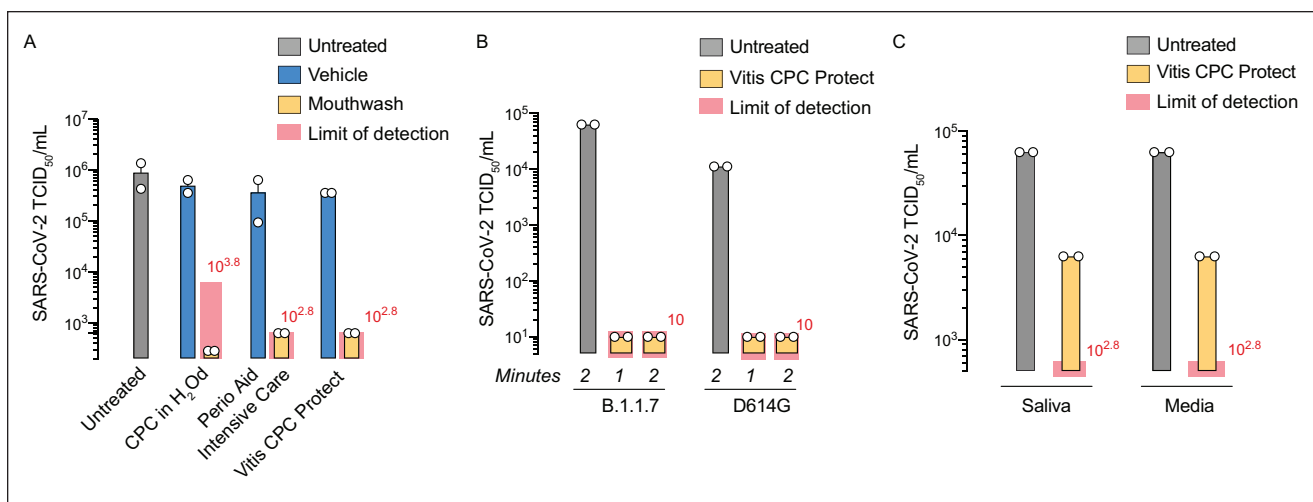 A
Untreated
Vehicle
Mouthwash
Limit of detection
SARS-CoV-2 TCID50/mL
10^7
10^6
10^5
10^4
10^3
10^3.8
10^2.8
10^2.8
Untreated
CPC in H2Od
Perio Aid
Intensive Care
Vitis CPC Protect
B
Untreated
Vitis CPC Protect
Limit of detection
SARS-CoV-2 TCID50/mL
10^5
10^4
10^3
10^2
10^1
10
10
Minutes 2 1 2 2 1 2
B.1.1.7 D614G
C
Untreated
Vitis CPC Protect
Limit of detection
SARS-CoV-2 TCID50/mL
10^5
10^4
10^3
10^2.8
10^2.8
Saliva Media